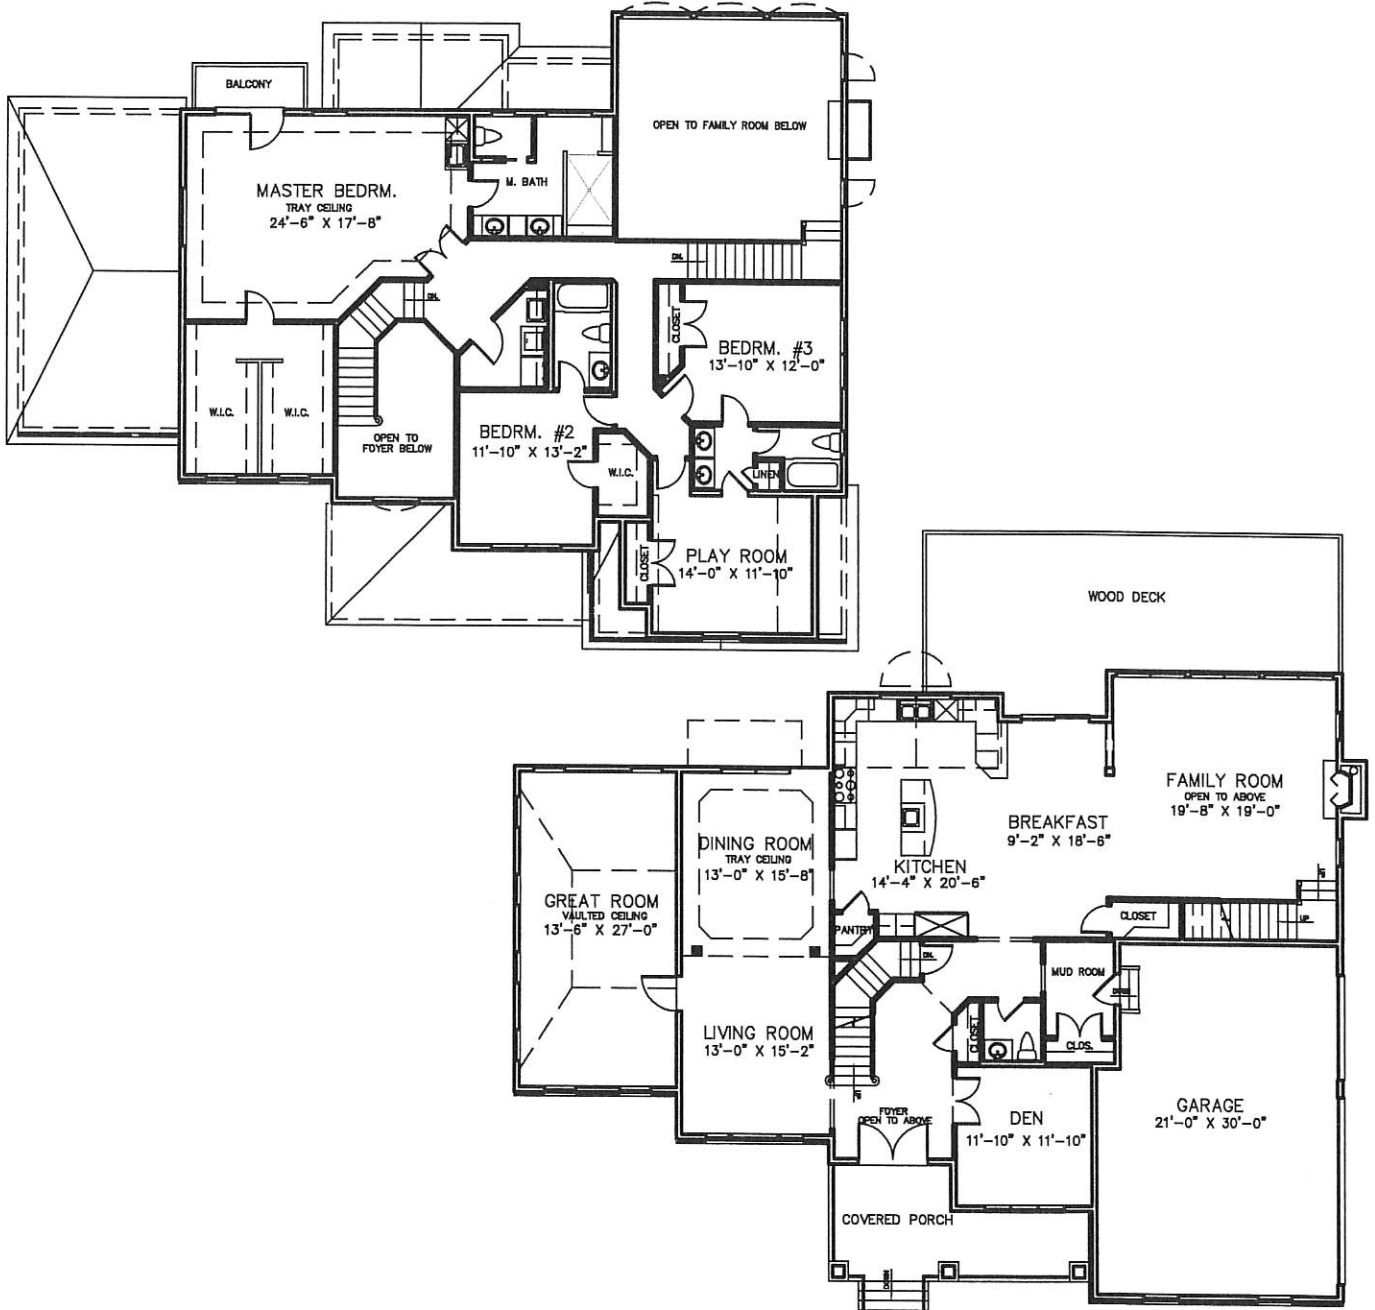 BALCONY
OPEN TO FAMILY ROOM BELOW
MASTER BEDRM.
TRAY CEILING
24'-6" X 17'-8"
M. BATH
DN.
DN.
CLOSET
BEDRM. #3
13'-10" X 12'-0"
W.I.C.
W.I.C.
OPEN TO
FOYER BELOW
BEDRM. #2
11'-10" X 13'-2"
W.I.C.
LINEN
CLOSET
PLAY ROOM
14'-0" X 11'-10"
WOOD DECK
FAMILY ROOM
OPEN TO ABOVE
19'-8" X 19'-0"
BREAKFAST
9'-2" X 18'-6"
KITCHEN
14'-4" X 20'-6"
DINING ROOM
TRAY CEILING
13'-0" X 15'-8"
GREAT ROOM
VAULTED CEILING
13'-6" X 27'-0"
UP
CLOSET
UP
PANTRY
DN.
MUD ROOM
DOWN
CLOSET
CLOS.
LIVING ROOM
13'-0" X 15'-2"
UP
FOYER
OPEN TO ABOVE
DEN
11'-10" X 11'-10"
GARAGE
21'-0" X 30'-0"
COVERED PORCH
DOWN